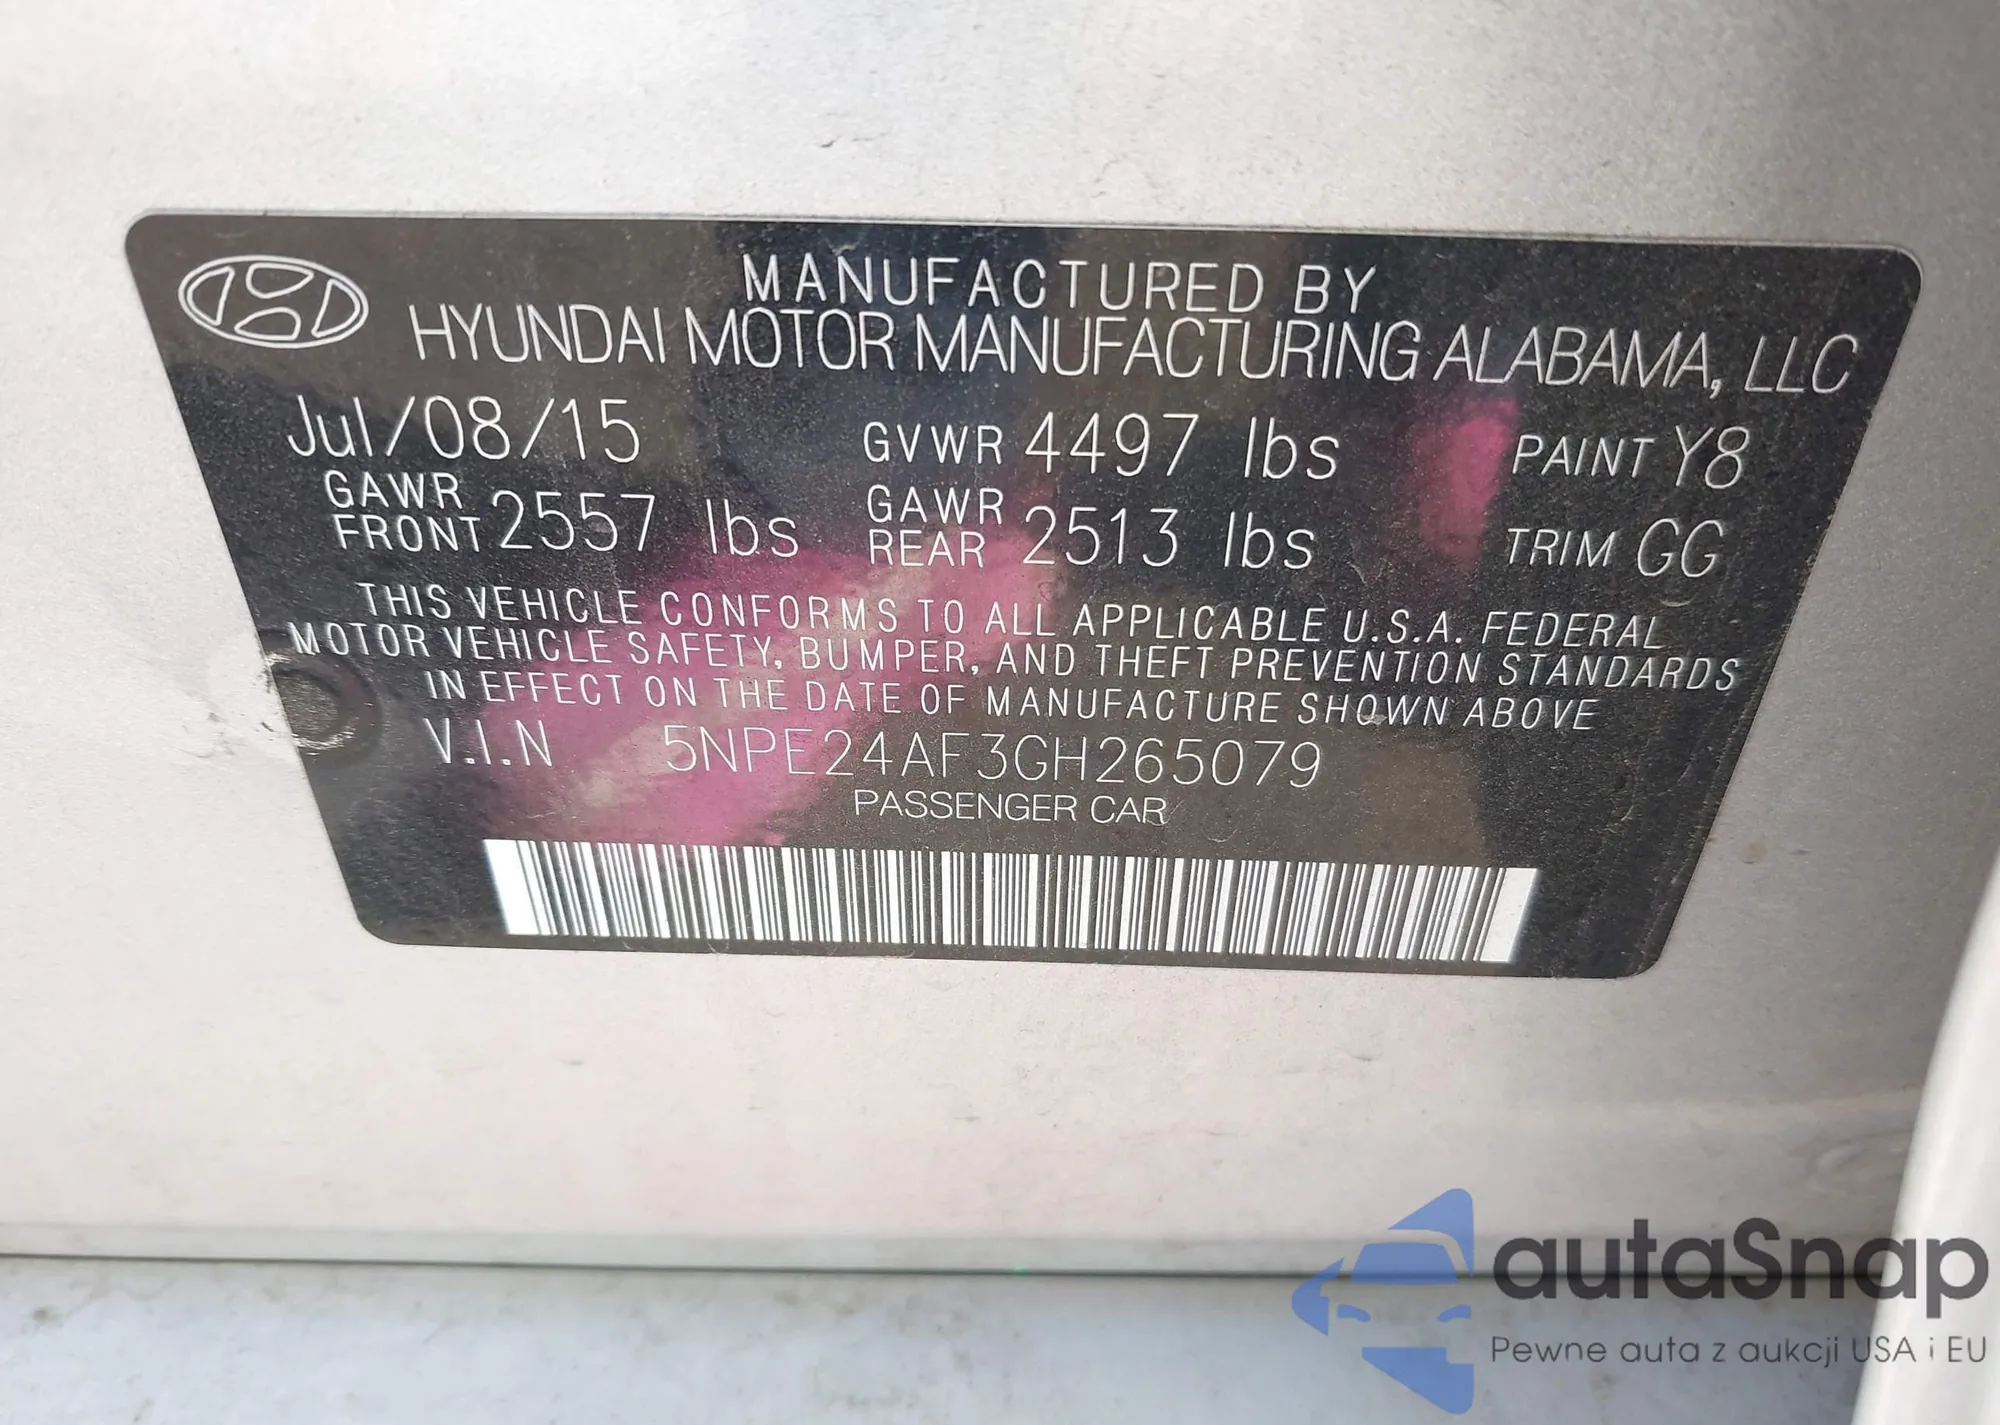 MANUFACTURED BY
HYUNDAI MOTOR MANUFACTURING ALABAMA, LLC
Jul/08/15 GVWR 4497 lbs PAINT Y8
GAWR FRONT 2557 lbs GAWR REAR 2513 lbs TRIM GG
THIS VEHICLE CONFORMS TO ALL APPLICABLE U.S.A. FEDERAL
MOTOR VEHICLE SAFETY, BUMPER, AND THEFT PREVENTION STANDARDS
IN EFFECT ON THE DATE OF MANUFACTURE SHOWN ABOVE
V.I.N 5NPE24AF3GH265079
PASSENGER CAR
autaSnap
Pewne auta z aukcji USA i EU